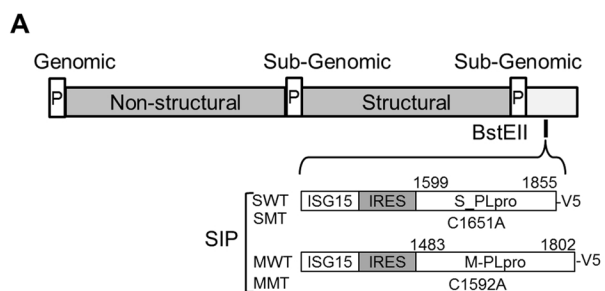 A
Genomic Sub-Genomic Sub-Genomic
P Non-structural P Structural P
BstEII
1599 1855
SWT ISG15 IRES S_PLpro -V5
SMT C1651A
SIP
1483 1802
MWT ISG15 IRES M-PLpro -V5
MMT C1592A